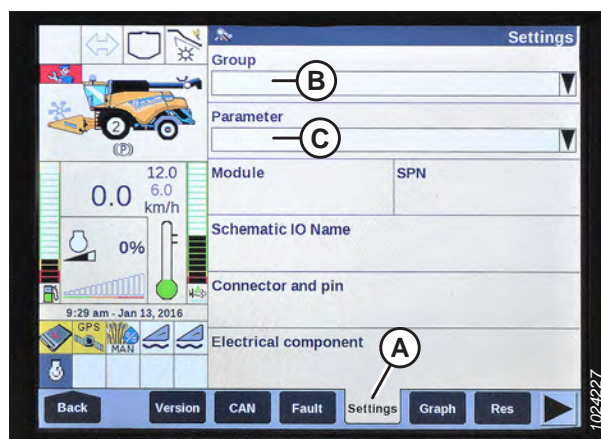 Settings
Group
B
Parameter
C
2
(P)
12.0
6.0
0.0
km/h
Module
SPN
Schematic IO Name
0%
Connector and pin
9:29 am - Jan 13, 2016
GPS
MAN
Electrical component
A
Back
Version
CAN
Fault
Settings
Graph
Res
1024227